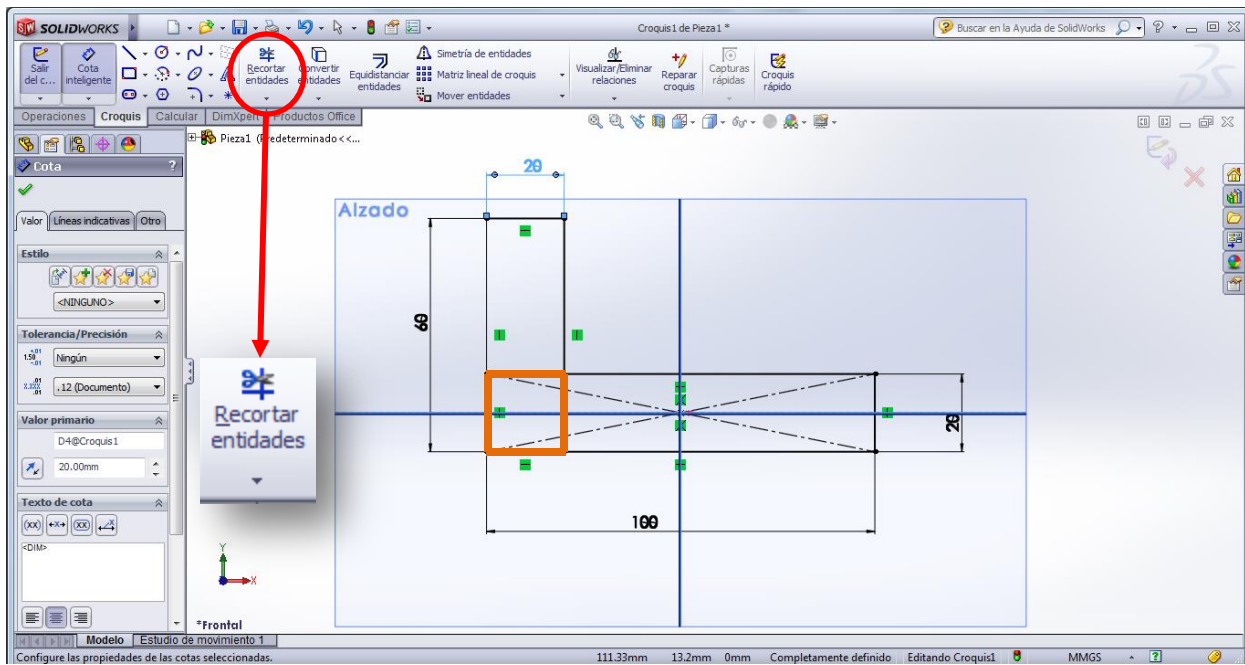 SOLIDWORKS
Croquis1 de Pieza1 *
Buscar en la Ayuda de SolidWorks
Salir del c...
Cota inteligente
Recortar entidades
Convertir entidades
Equidistanciar entidades
Simetría de entidades
Matriz lineal de croquis
Mover entidades
Visualizar/Eliminar relaciones
Reparar croquis
Capturas rápidas
Croquis rápido
Operaciones Croquis Calcular DimXpert Productos Office
Pieza1 (Predeterminado<<...
Cota ?
Valor Líneas indicativas Otro
Estilo
<NINGUNO>
Tolerancia/Precisión
Ningún
.12 (Documento)
Valor primario
D4@Croquis1
20.00mm
Texto de cota
(xx)
<DIM>
Recortar
entidades
Alzado
20
60
20
100
Y
X
*Frontal
Modelo Estudio de movimiento 1
Configure las propiedades de las cotas seleccionadas.
111.33mm 13.2mm 0mm Completamente definido Editando Croquis1 MMGS